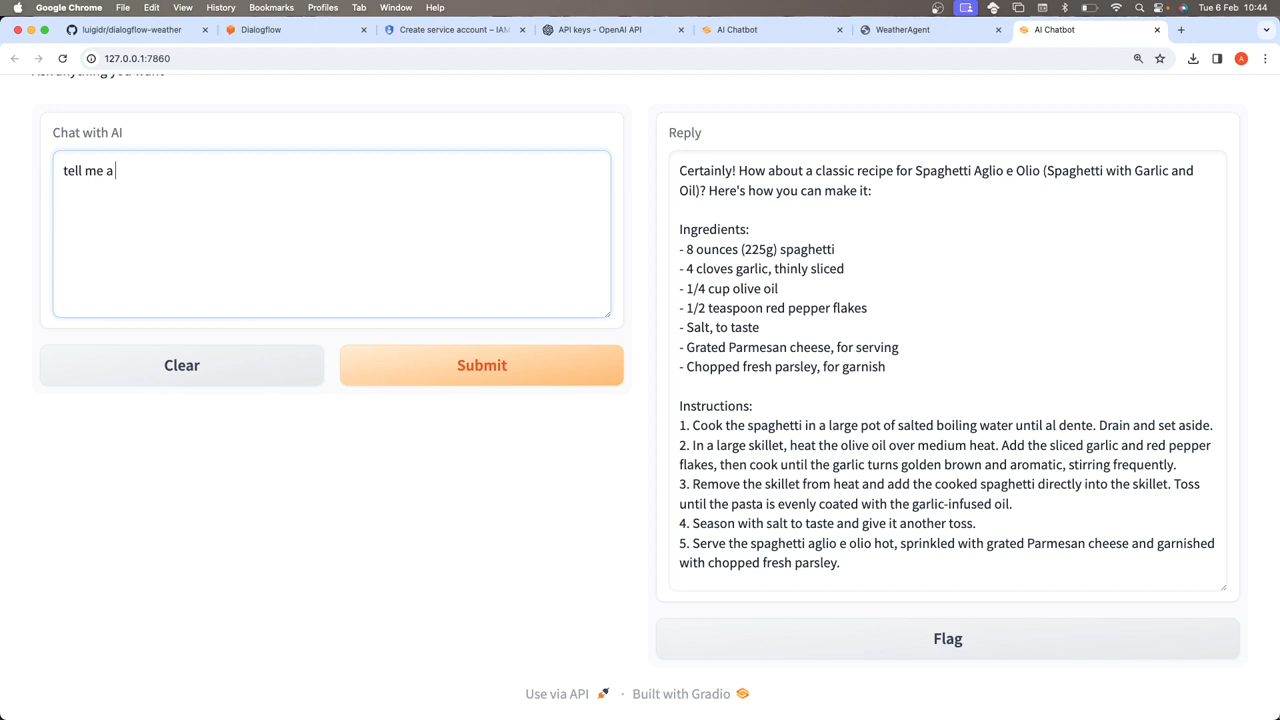 Chrome File Edit View History Bookmarks Profiles Tab Window Help Tue 6 Feb 10:44
luigidr/dialogflow-weather Dialogflow Create service account – IAM API keys - OpenAI API AI Chatbot WeatherAgent AI Chatbot
127.0.0.1:7860
Ask anything you want
Chat with AI
tell me a
Clear
Submit
Reply
Certainly! How about a classic recipe for Spaghetti Aglio e Olio (Spaghetti with Garlic and
Oil)? Here's how you can make it:
Ingredients:
- 8 ounces (225g) spaghetti
- 4 cloves garlic, thinly sliced
- 1/4 cup olive oil
- 1/2 teaspoon red pepper flakes
- Salt, to taste
- Grated Parmesan cheese, for serving
- Chopped fresh parsley, for garnish
Instructions:
1. Cook the spaghetti in a large pot of salted boiling water until al dente. Drain and set aside.
2. In a large skillet, heat the olive oil over medium heat. Add the sliced garlic and red pepper
flakes, then cook until the garlic turns golden brown and aromatic, stirring frequently.
3. Remove the skillet from heat and add the cooked spaghetti directly into the skillet. Toss
until the pasta is evenly coated with the garlic-infused oil.
4. Season with salt to taste and give it another toss.
5. Serve the spaghetti aglio e olio hot, sprinkled with grated Parmesan cheese and garnished
with chopped fresh parsley.
Flag
Use via API · Built with Gradio